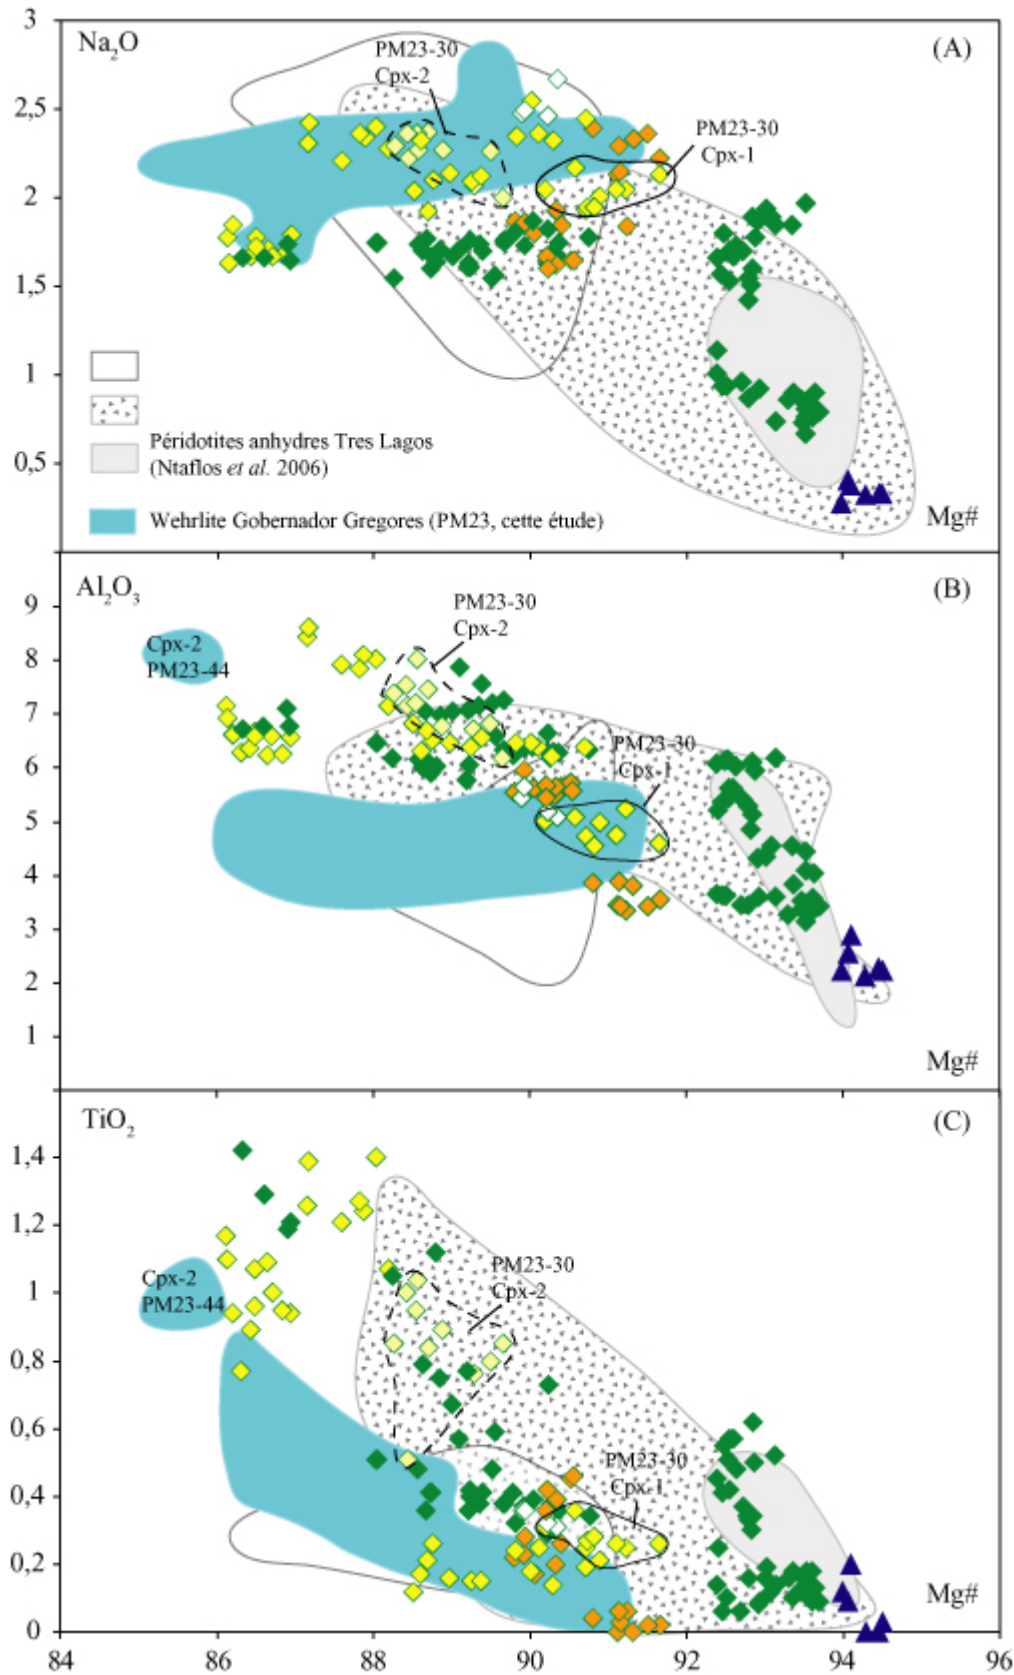 Na₂O
(A)
3
2,5
2
1,5
1
0,5
PM23-30
Cpx-2
PM23-30
Cpx-1
Péridotites anhydres Tres Lagos
(Ntaflos et al. 2006)
Wehrlite Gobernador Gregores (PM23, cette étude)
Mg#
Al₂O₃
(B)
9
8
7
6
5
4
3
2
1
PM23-30
Cpx-2
Cpx-2
PM23-44
PM23-30
Cpx-1
Mg#
TiO₂
(C)
1,4
1,2
1
0,8
0,6
0,4
0,2
0
PM23-30
Cpx-2
Cpx-2
PM23-44
PM23-30
Cpx-1
Mg#
84 86 88 90 92 94 96